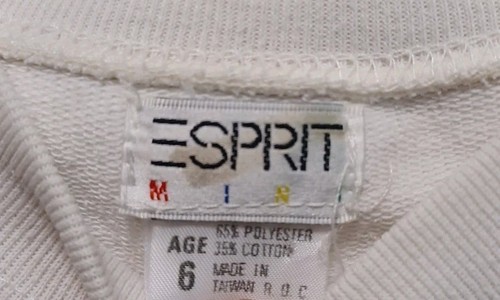 ESPRIT
M I N I
AGE
6
65% POLYESTER
35% COTTON
MADE IN
TAIWAN R.O.C